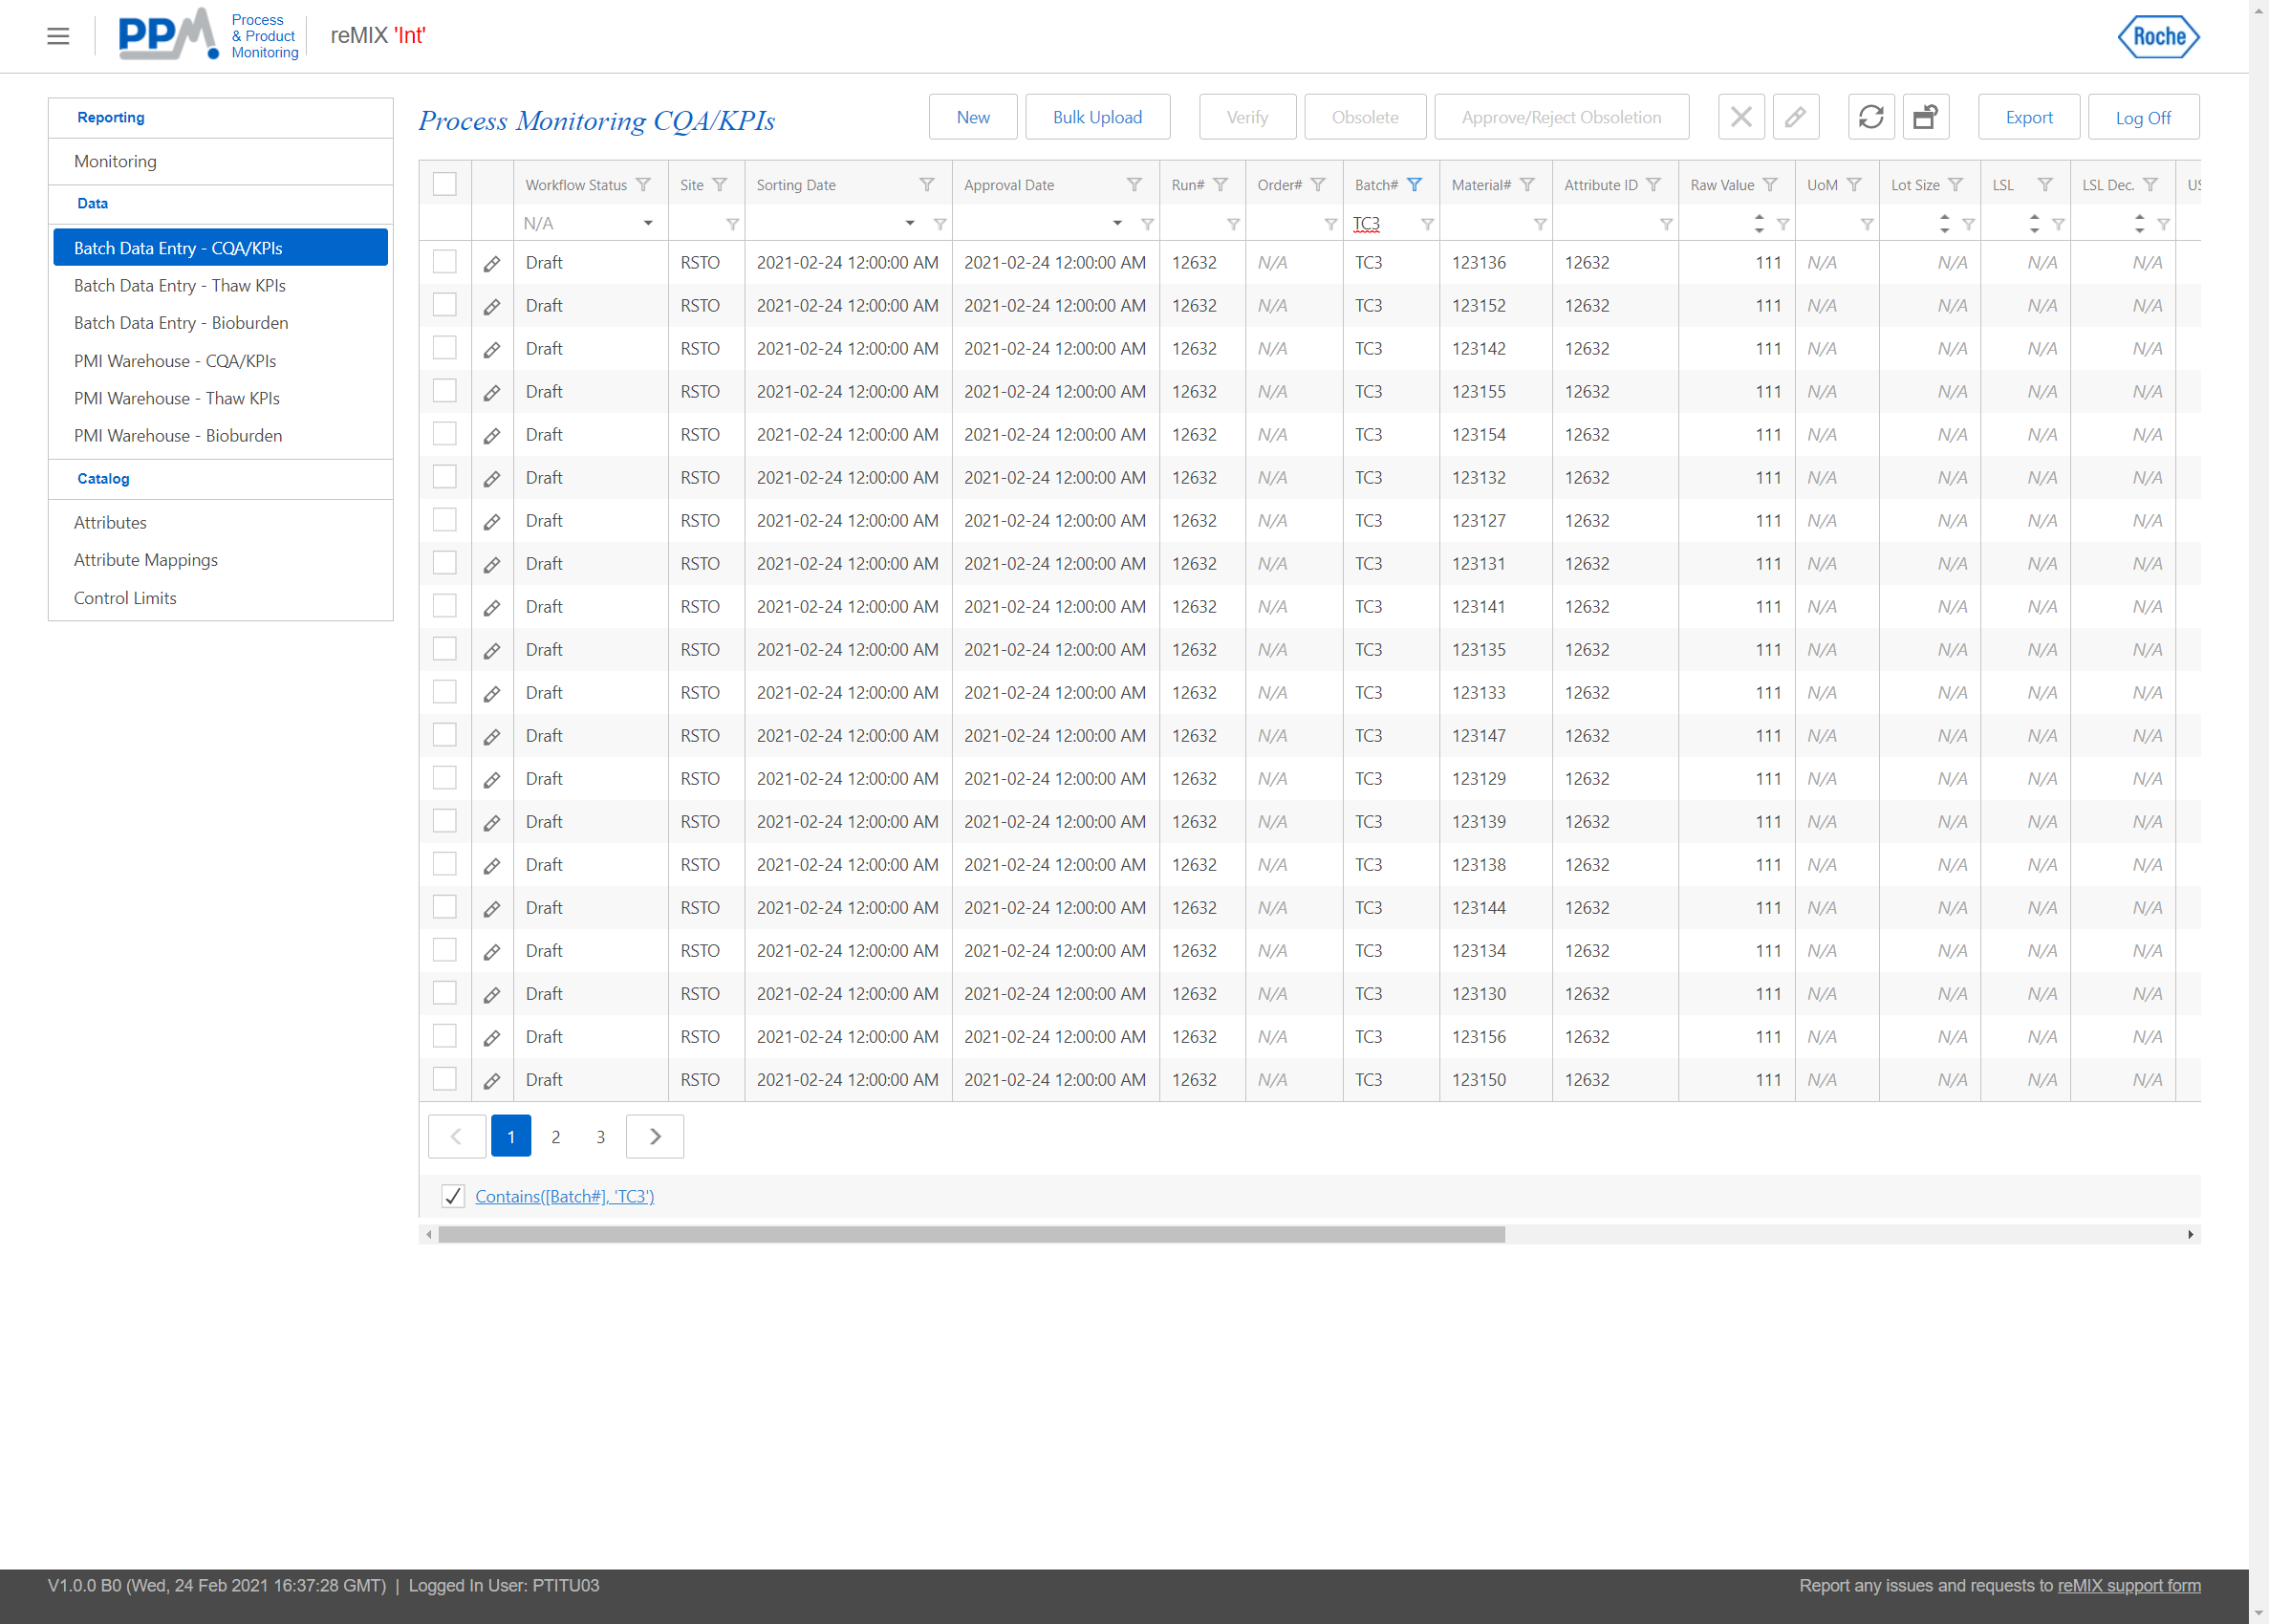 PPM Process
& Product
Monitoring
reMIX 'Int'
Roche
Reporting
Monitoring
Data
Batch Data Entry - CQA/KPIs
Batch Data Entry - Thaw KPIs
Batch Data Entry - Bioburden
PMI Warehouse - CQA/KPIs
PMI Warehouse - Thaw KPIs
PMI Warehouse - Bioburden
Catalog
Attributes
Attribute Mappings
Control Limits
Process Monitoring CQA/KPIs
New Bulk Upload Verify Obsolete Approve/Reject Obsoletion Export Log Off
Workflow Status Site Sorting Date Approval Date Run# Order# Batch# Material# Attribute ID Raw Value UoM Lot Size LSL LSL Dec. US
N/A TC3
Draft RSTO 2021-02-24 12:00:00 AM 2021-02-24 12:00:00 AM 12632 N/A TC3 123136 12632 111 N/A N/A N/A N/A
Draft RSTO 2021-02-24 12:00:00 AM 2021-02-24 12:00:00 AM 12632 N/A TC3 123152 12632 111 N/A N/A N/A N/A
Draft RSTO 2021-02-24 12:00:00 AM 2021-02-24 12:00:00 AM 12632 N/A TC3 123142 12632 111 N/A N/A N/A N/A
Draft RSTO 2021-02-24 12:00:00 AM 2021-02-24 12:00:00 AM 12632 N/A TC3 123155 12632 111 N/A N/A N/A N/A
Draft RSTO 2021-02-24 12:00:00 AM 2021-02-24 12:00:00 AM 12632 N/A TC3 123154 12632 111 N/A N/A N/A N/A
Draft RSTO 2021-02-24 12:00:00 AM 2021-02-24 12:00:00 AM 12632 N/A TC3 123132 12632 111 N/A N/A N/A N/A
Draft RSTO 2021-02-24 12:00:00 AM 2021-02-24 12:00:00 AM 12632 N/A TC3 123127 12632 111 N/A N/A N/A N/A
Draft RSTO 2021-02-24 12:00:00 AM 2021-02-24 12:00:00 AM 12632 N/A TC3 123131 12632 111 N/A N/A N/A N/A
Draft RSTO 2021-02-24 12:00:00 AM 2021-02-24 12:00:00 AM 12632 N/A TC3 123141 12632 111 N/A N/A N/A N/A
Draft RSTO 2021-02-24 12:00:00 AM 2021-02-24 12:00:00 AM 12632 N/A TC3 123135 12632 111 N/A N/A N/A N/A
Draft RSTO 2021-02-24 12:00:00 AM 2021-02-24 12:00:00 AM 12632 N/A TC3 123133 12632 111 N/A N/A N/A N/A
Draft RSTO 2021-02-24 12:00:00 AM 2021-02-24 12:00:00 AM 12632 N/A TC3 123147 12632 111 N/A N/A N/A N/A
Draft RSTO 2021-02-24 12:00:00 AM 2021-02-24 12:00:00 AM 12632 N/A TC3 123129 12632 111 N/A N/A N/A N/A
Draft RSTO 2021-02-24 12:00:00 AM 2021-02-24 12:00:00 AM 12632 N/A TC3 123139 12632 111 N/A N/A N/A N/A
Draft RSTO 2021-02-24 12:00:00 AM 2021-02-24 12:00:00 AM 12632 N/A TC3 123138 12632 111 N/A N/A N/A N/A
Draft RSTO 2021-02-24 12:00:00 AM 2021-02-24 12:00:00 AM 12632 N/A TC3 123144 12632 111 N/A N/A N/A N/A
Draft RSTO 2021-02-24 12:00:00 AM 2021-02-24 12:00:00 AM 12632 N/A TC3 123134 12632 111 N/A N/A N/A N/A
Draft RSTO 2021-02-24 12:00:00 AM 2021-02-24 12:00:00 AM 12632 N/A TC3 123130 12632 111 N/A N/A N/A N/A
Draft RSTO 2021-02-24 12:00:00 AM 2021-02-24 12:00:00 AM 12632 N/A TC3 123156 12632 111 N/A N/A N/A N/A
Draft RSTO 2021-02-24 12:00:00 AM 2021-02-24 12:00:00 AM 12632 N/A TC3 123150 12632 111 N/A N/A N/A N/A
1 2 3
Contains([Batch#], 'TC3')
V1.0.0 B0 (Wed, 24 Feb 2021 16:37:28 GMT) | Logged In User: PTITU03
Report any issues and requests to reMIX support form